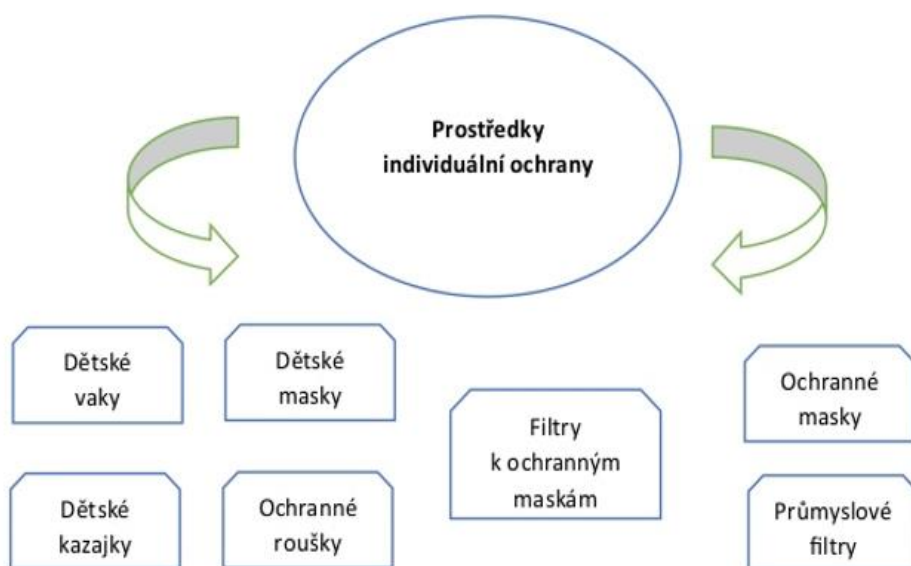 Prostředky
individuální ochrany
Dětské
vaky
Dětské
masky
Filtry
k ochranným
maskám
Ochranné
masky
Dětské
kazajky
Ochranné
roušky
Průmyslové
filtry